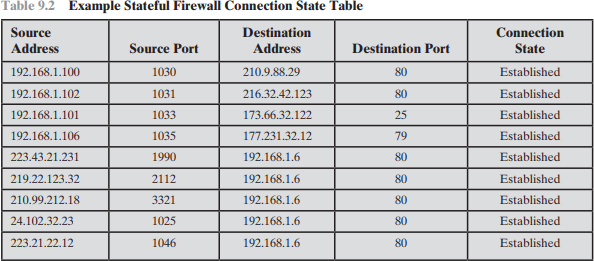 Table 9.2 Example Stateful Firewall Connection State Table
Source Address Source Port Destination Address Destination Port Connection State
192.168.1.100 1030 210.9.88.29 80 Established
192.168.1.102 1031 216.32.42.123 80 Established
192.168.1.101 1033 173.66.32.122 25 Established
192.168.1.106 1035 177.231.32.12 79 Established
223.43.21.231 1990 192.168.1.6 80 Established
219.22.123.32 2112 192.168.1.6 80 Established
210.99.212.18 3321 192.168.1.6 80 Established
24.102.32.23 1025 192.168.1.6 80 Established
223.21.22.12 1046 192.168.1.6 80 Established